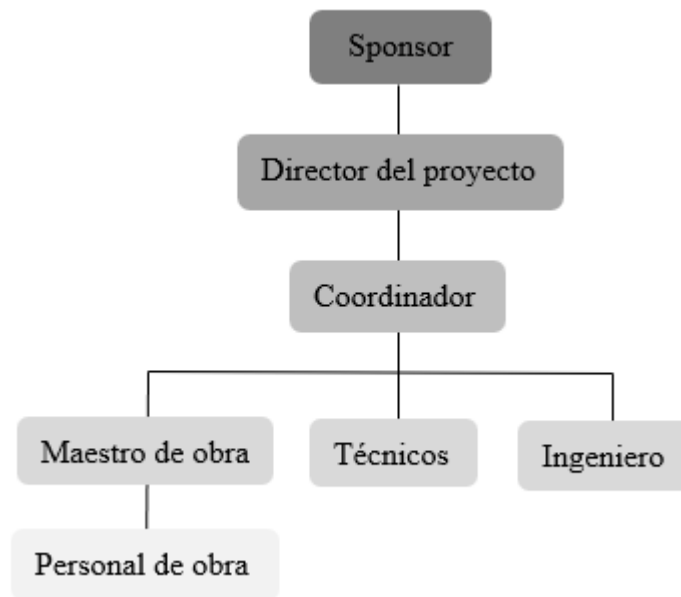 Sponsor
Director del proyecto
Coordinador
Maestro de obra
Técnicos
Ingeniero
Personal de obra